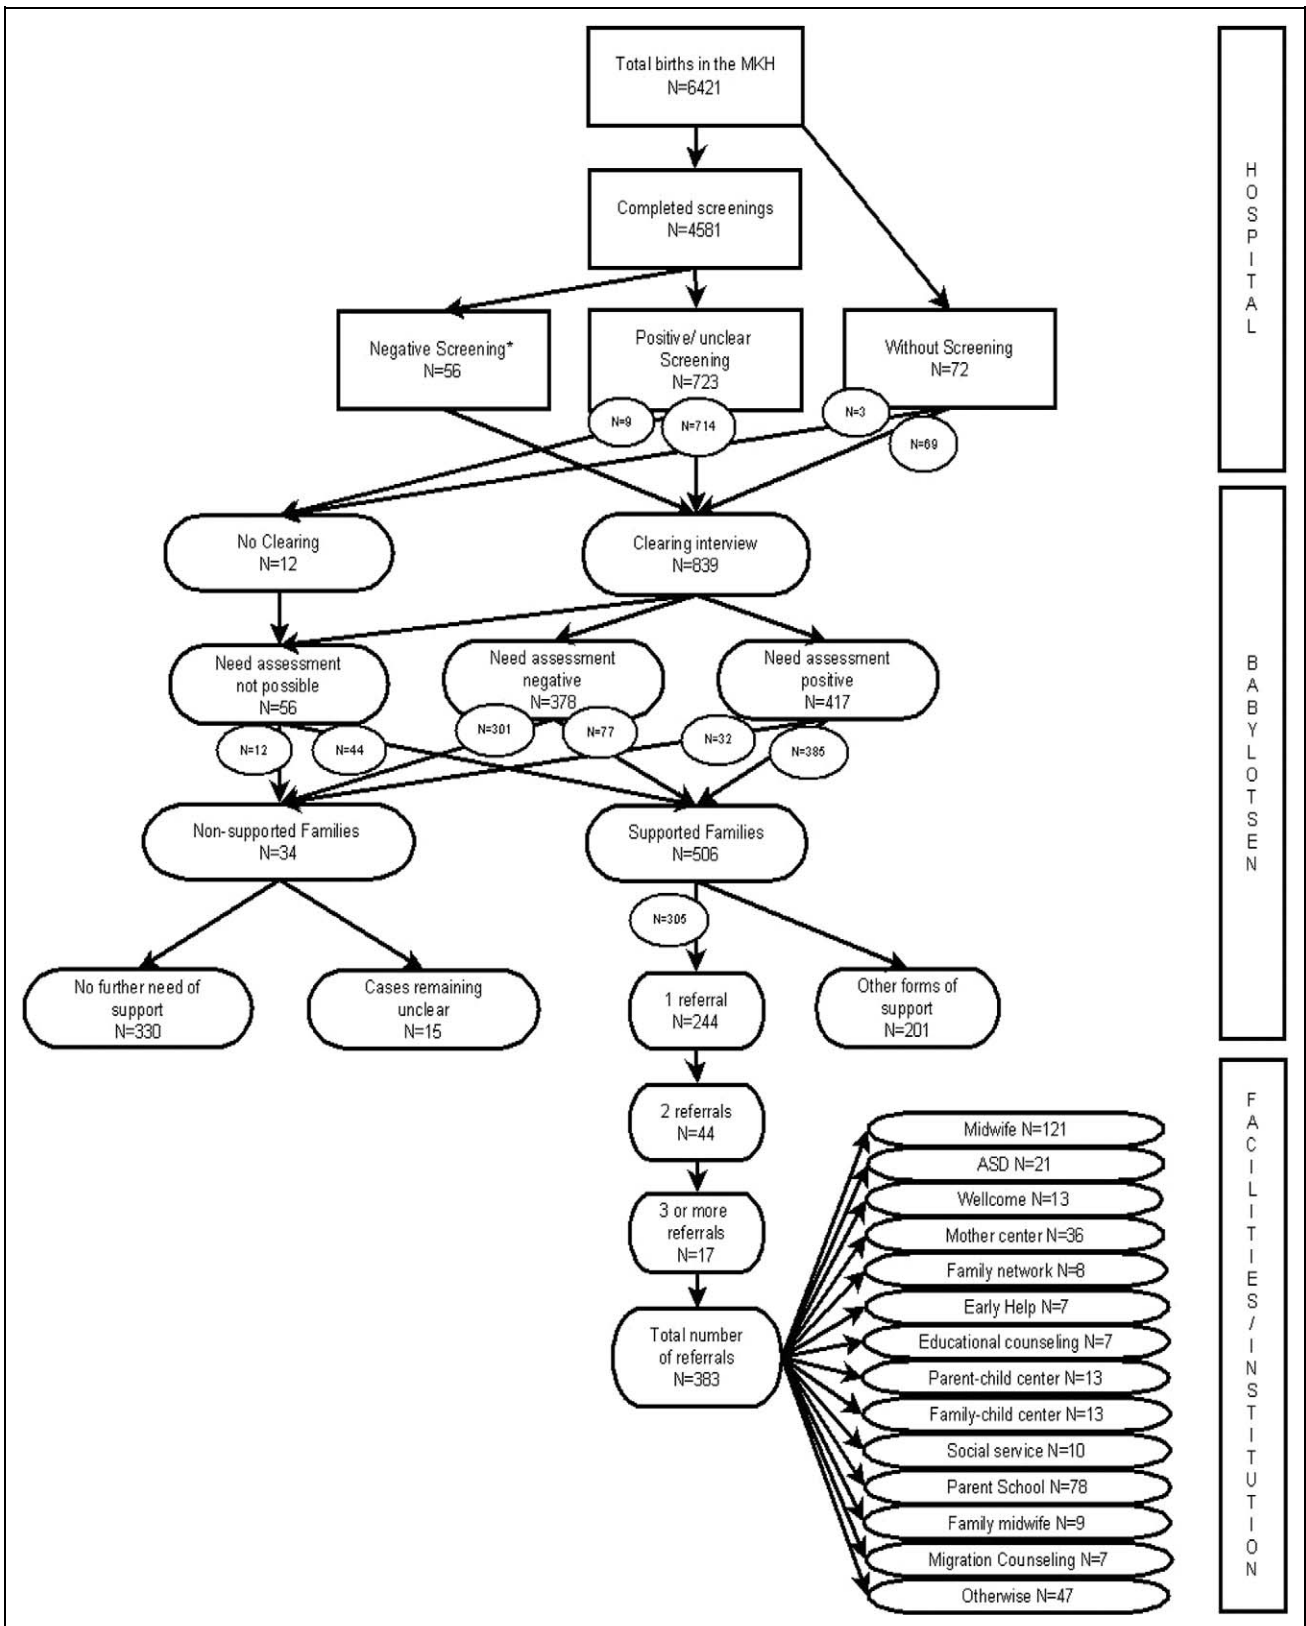 Total births in the MKH
N=6421
Completed screenings
N=4581
Negative Screening*
N=56
Positive/ unclear
Screening
N=723
Without Screening
N=72
N=9
N=714
N=3
N=69
HOSPITAL
No Clearing
N=12
Clearing interview
N=839
Need assessment
not possible
N=56
Need assessment
negative
N=378
Need assessment
positive
N=417
N=12
N=44
N=301
N=77
N=32
N=385
Non-supported Families
N=34
Supported Families
N=506
N=305
No further need of
support
N=330
Cases remaining
unclear
N=15
1 referral
N=244
Other forms of
support
N=201
BABYLOTSEN
2 referrals
N=44
3 or more
referrals
N=17
Total number
of referrals
N=383
Midwife N=121
ASD N=21
Wellcome N=13
Mother center N=36
Family network N=8
Early Help N=7
Educational counseling N=7
Parent-child center N=13
Family-child center N=13
Social service N=10
Parent School N=78
Family midwife N=9
Migration Counseling N=7
Otherwise N=47
FACILITIES/INSTITUTION